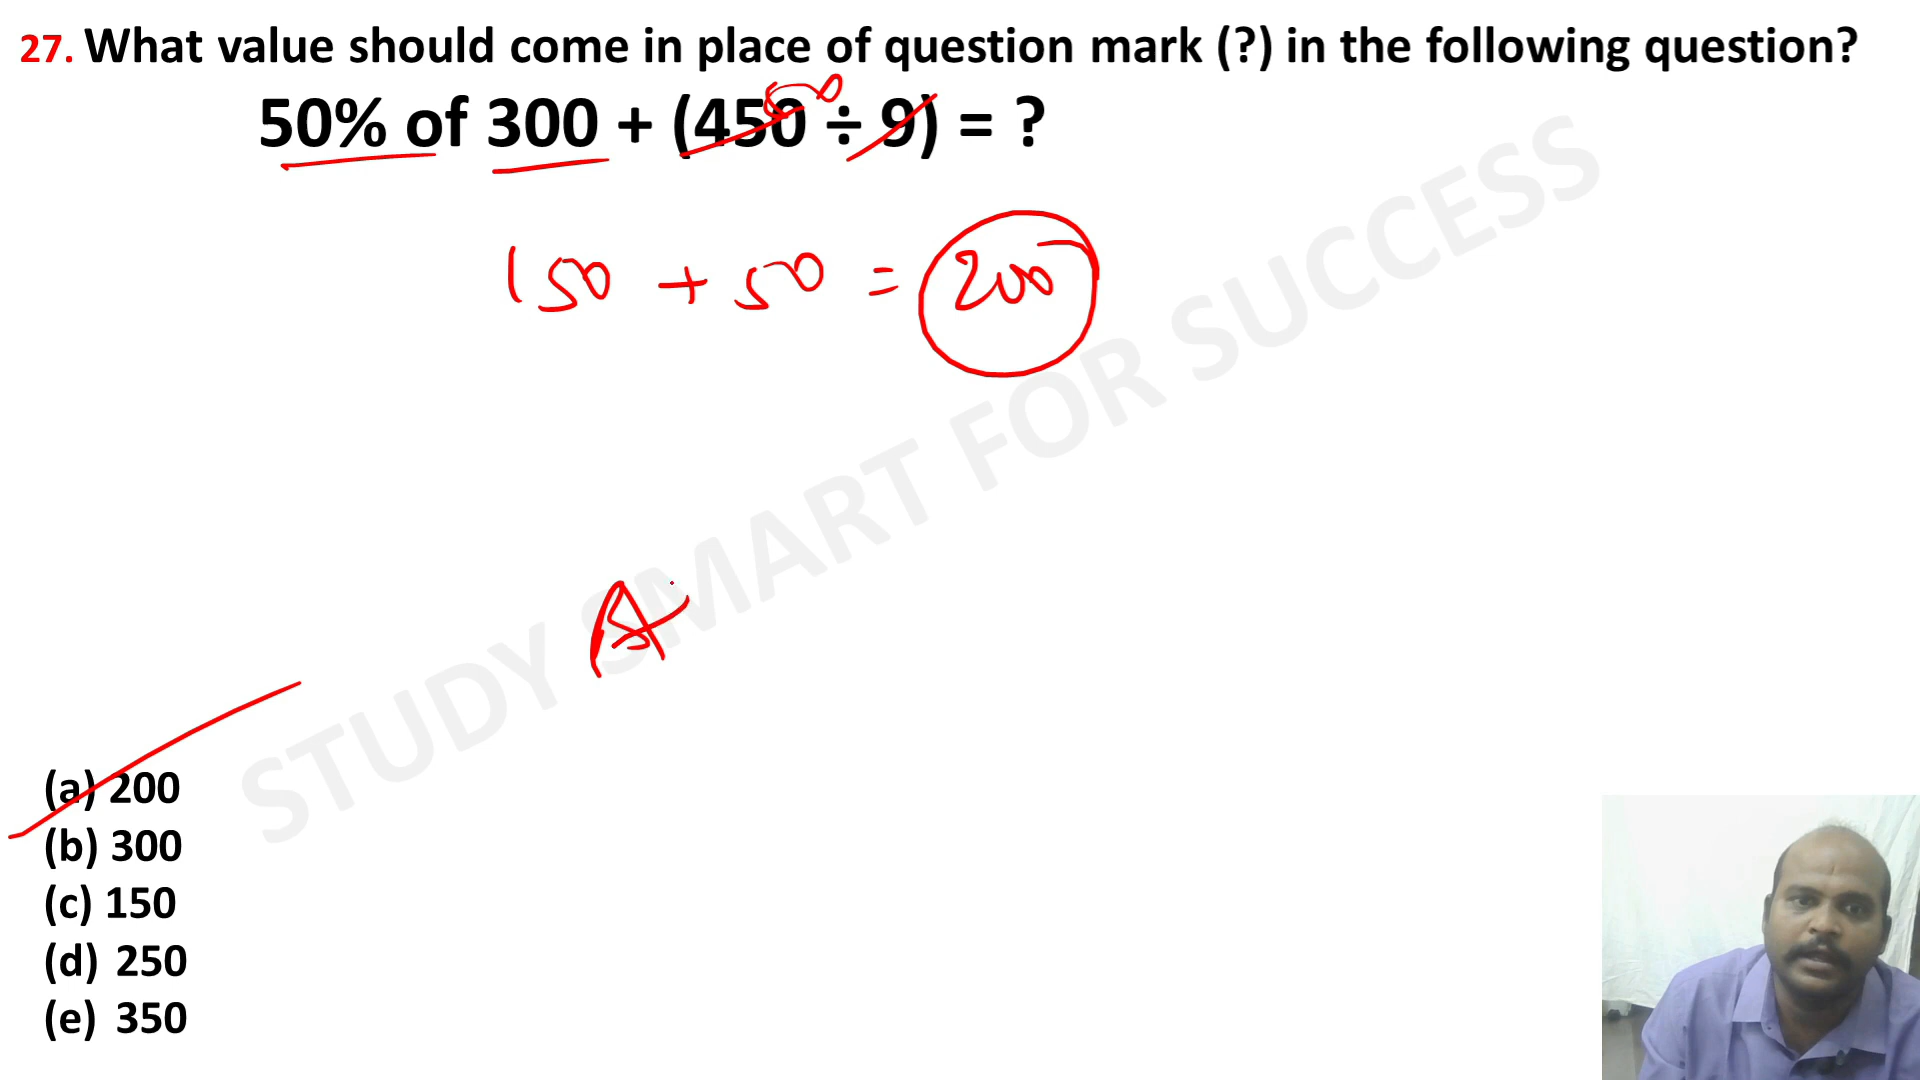 27. What value should come in place of question mark (?) in the following question?
50
50% of 300 + (450 ÷ 9) = ?
150 + 50 = 200
STUDY SMART FOR SUCCESS
A
(a) 200
(b) 300
(c) 150
(d) 250
(e) 350